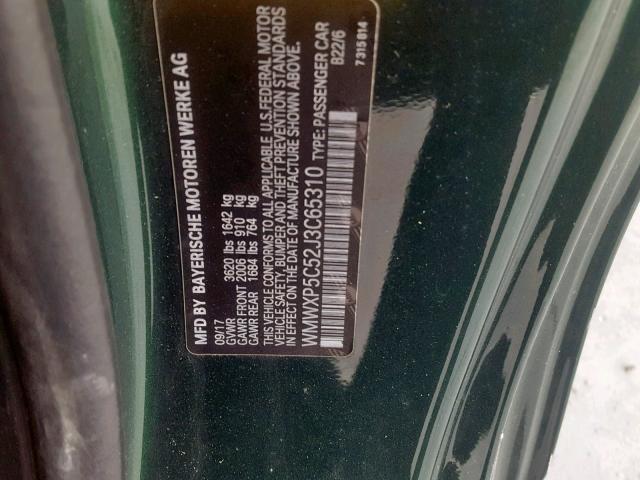 MFD BY BAYERISCHE MOTOREN WERKE AG
09/17
GVWR 3620 lbs 1642 kg
GAWR FRONT 2006 lbs 910 kg
GAWR REAR 1684 lbs 764 kg
THIS VEHICLE CONFORMS TO ALL APPLICABLE U.S. FEDERAL MOTOR
VEHICLE SAFETY, BUMPER AND THEFT PREVENTION STANDARDS
IN EFFECT ON THE DATE OF MANUFACTURE SHOWN ABOVE.
WMWXP5C52J3C65310 TYPE: PASSENGER CAR
B22/6
7 315 814